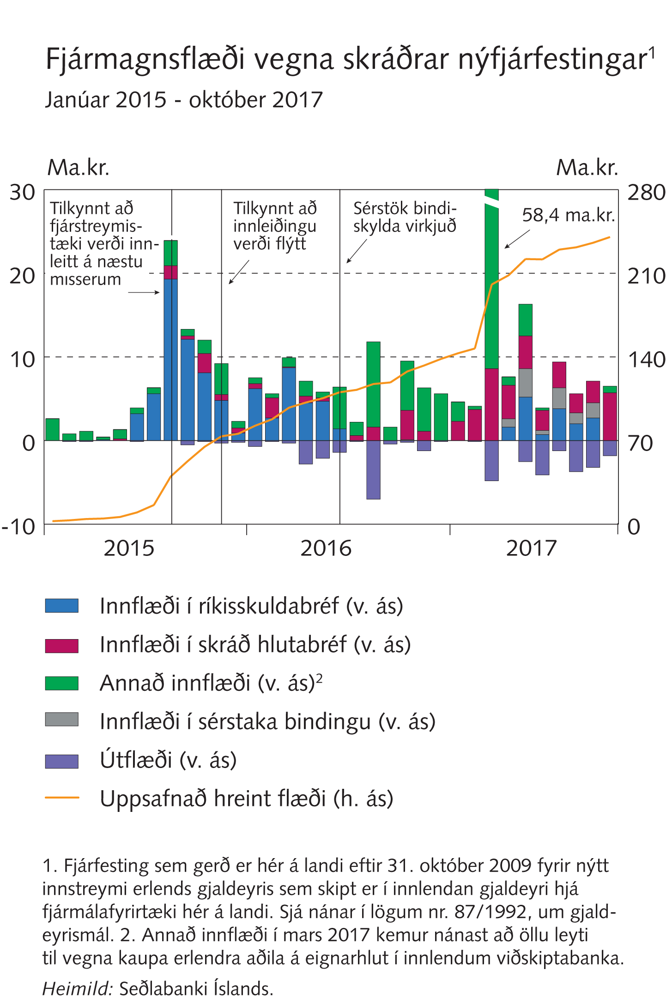 Fjármagnsflæði vegna skráðrar nýfjárfestingar¹
Janúar 2015 - október 2017
Ma.kr.
Ma.kr.
30
20
10
0
-10
280
210
140
70
0
Tilkynnt að
fjárstreymis-
tæki verði inn-
leitt á næstu
misserum
Tilkynnt að
innleiðingu
verði flýtt
Sérstök bindi-
skylda virkjuð
58,4 ma.kr.
2015
2016
2017
Innflæði í ríkisskuldabréf (v. ás)
Innflæði í skráð hlutabréf (v. ás)
Annað innflæði (v. ás)²
Innflæði í sérstaka bindingu (v. ás)
Útflæði (v. ás)
Uppsafnað hreint flæði (h. ás)
1. Fjárfesting sem gerð er hér á landi eftir 31. október 2009 fyrir nýtt
innstreymi erlends gjaldeyris sem skipt er í innlendan gjaldeyri hjá
fjármálafyrirtæki hér á landi. Sjá nánar í lögum nr. 87/1992, um gjald-
eyrismál. 2. Annað innflæði í mars 2017 kemur nánast að öllu leyti
til vegna kaupa erlendra aðila á eignarhlut í innlendum viðskiptabanka.
Heimild: Seðlabanki Íslands.